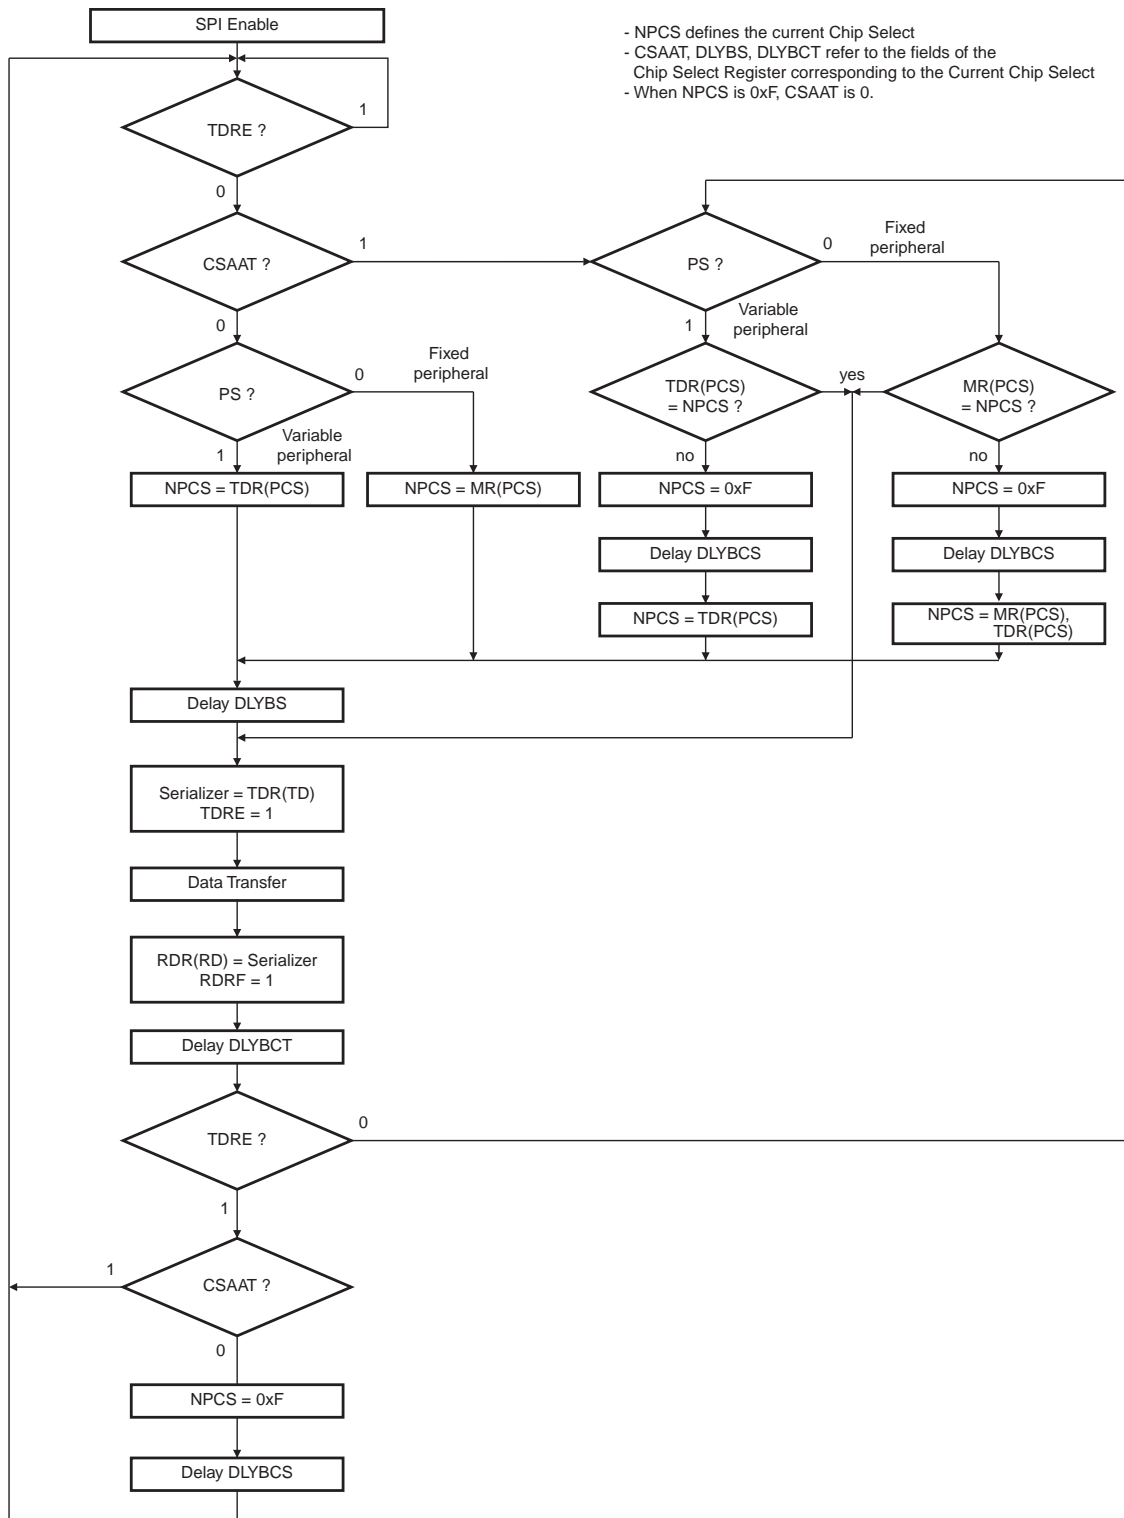 SPI Enable
- NPCS defines the current Chip Select
- CSAAT, DLYBS, DLYBCT refer to the fields of the
Chip Select Register corresponding to the Current Chip Select
- When NPCS is 0xF, CSAAT is 0.
1
TDRE ?
0
1
CSAAT ?
0
PS ?
0
Fixed
peripheral
0
1
Variable
peripheral
PS ?
0
Fixed
peripheral
1
Variable
peripheral
TDR(PCS)
= NPCS ?
yes
MR(PCS)
= NPCS ?
no
no
NPCS = TDR(PCS)
NPCS = MR(PCS)
NPCS = 0xF
NPCS = 0xF
Delay DLYBCS
Delay DLYBCS
NPCS = TDR(PCS)
NPCS = MR(PCS),
TDR(PCS)
Delay DLYBS
Serializer = TDR(TD)
TDRE = 1
Data Transfer
RDR(RD) = Serializer
RDRF = 1
Delay DLYBCT
TDRE ?
0
1
1
CSAAT ?
0
NPCS = 0xF
Delay DLYBCS